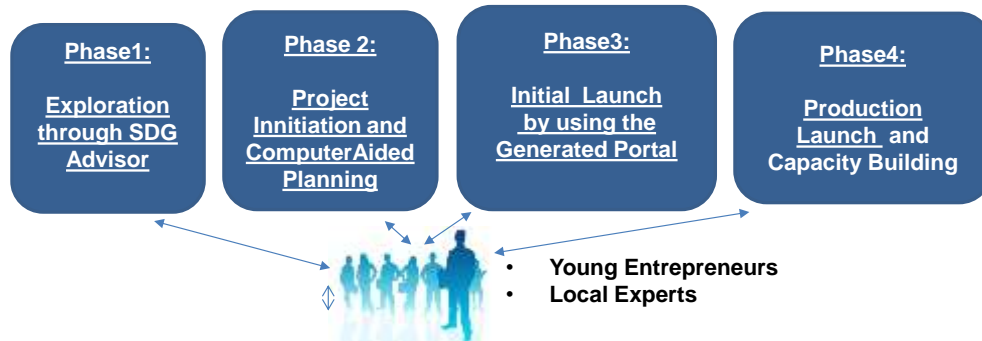 Phase1:
Exploration
through SDG
Advisor
Phase 2:
Project
Innitiation and
ComputerAided
Planning
Phase3:
Initial Launch
by using the
Generated Portal
Phase4:
Production
Launch and
Capacity Building
• Young Entrepreneurs
• Local Experts